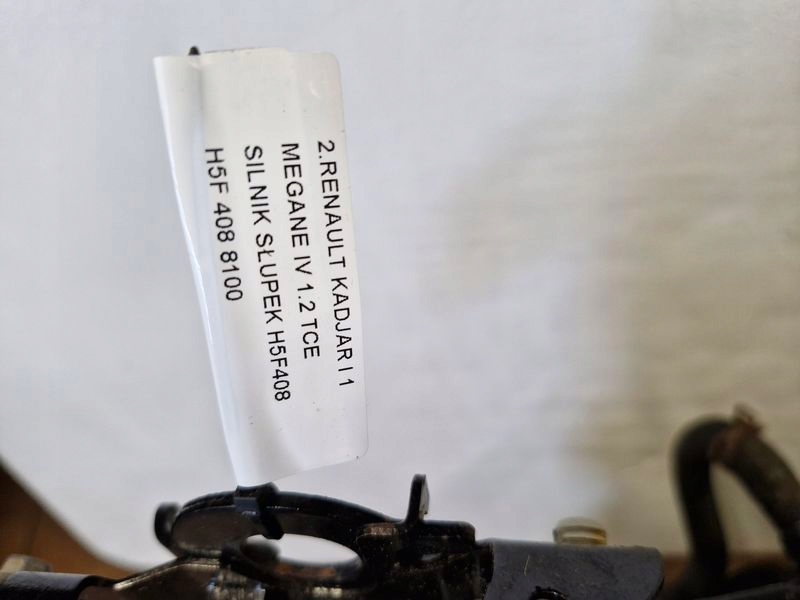 2.RENAULT KADJAR I 1
MEGANE IV 1.2 TCE
SILNIK SŁUPEK H5F408
H5F 408 8100